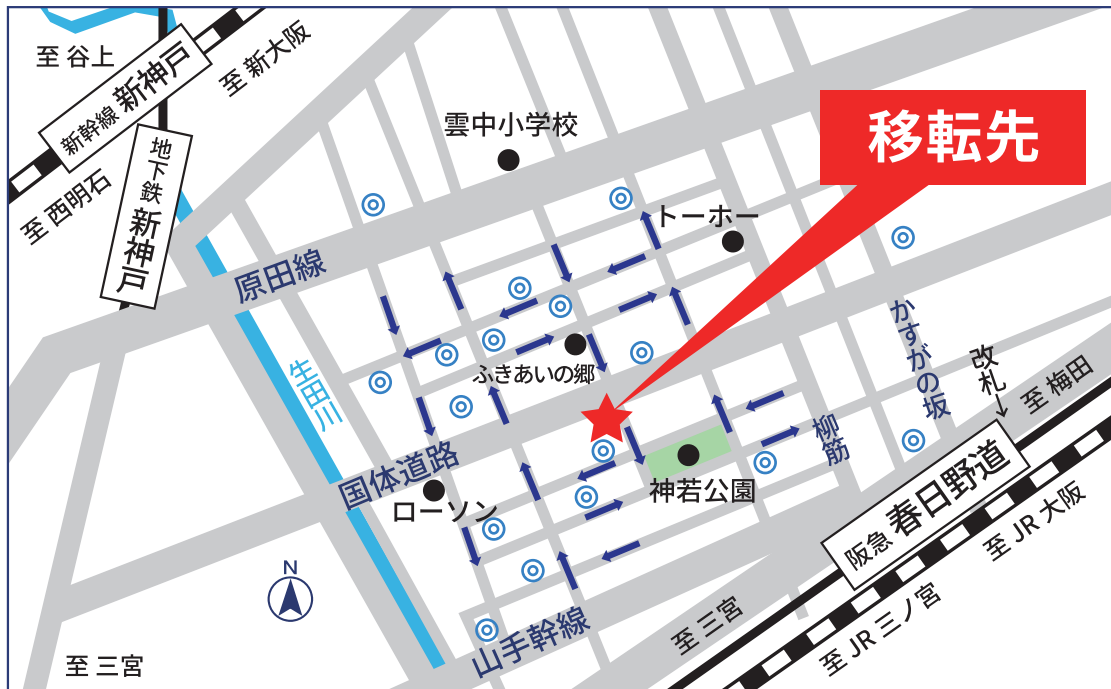 至 谷上
新幹線 新神戸
至 新大阪
至 西明石
地下鉄 新神戸
雲中小学校
移転先
トーホー
原田線
生田川
ふきあいの郷
かすがの坂
改札→
至 梅田
国体道路
ローソン
神若公園
柳筋
阪急 春日野道
至 JR 大阪
N
山手幹線
至 三宮
至 JR 三ノ宮
至 三宮